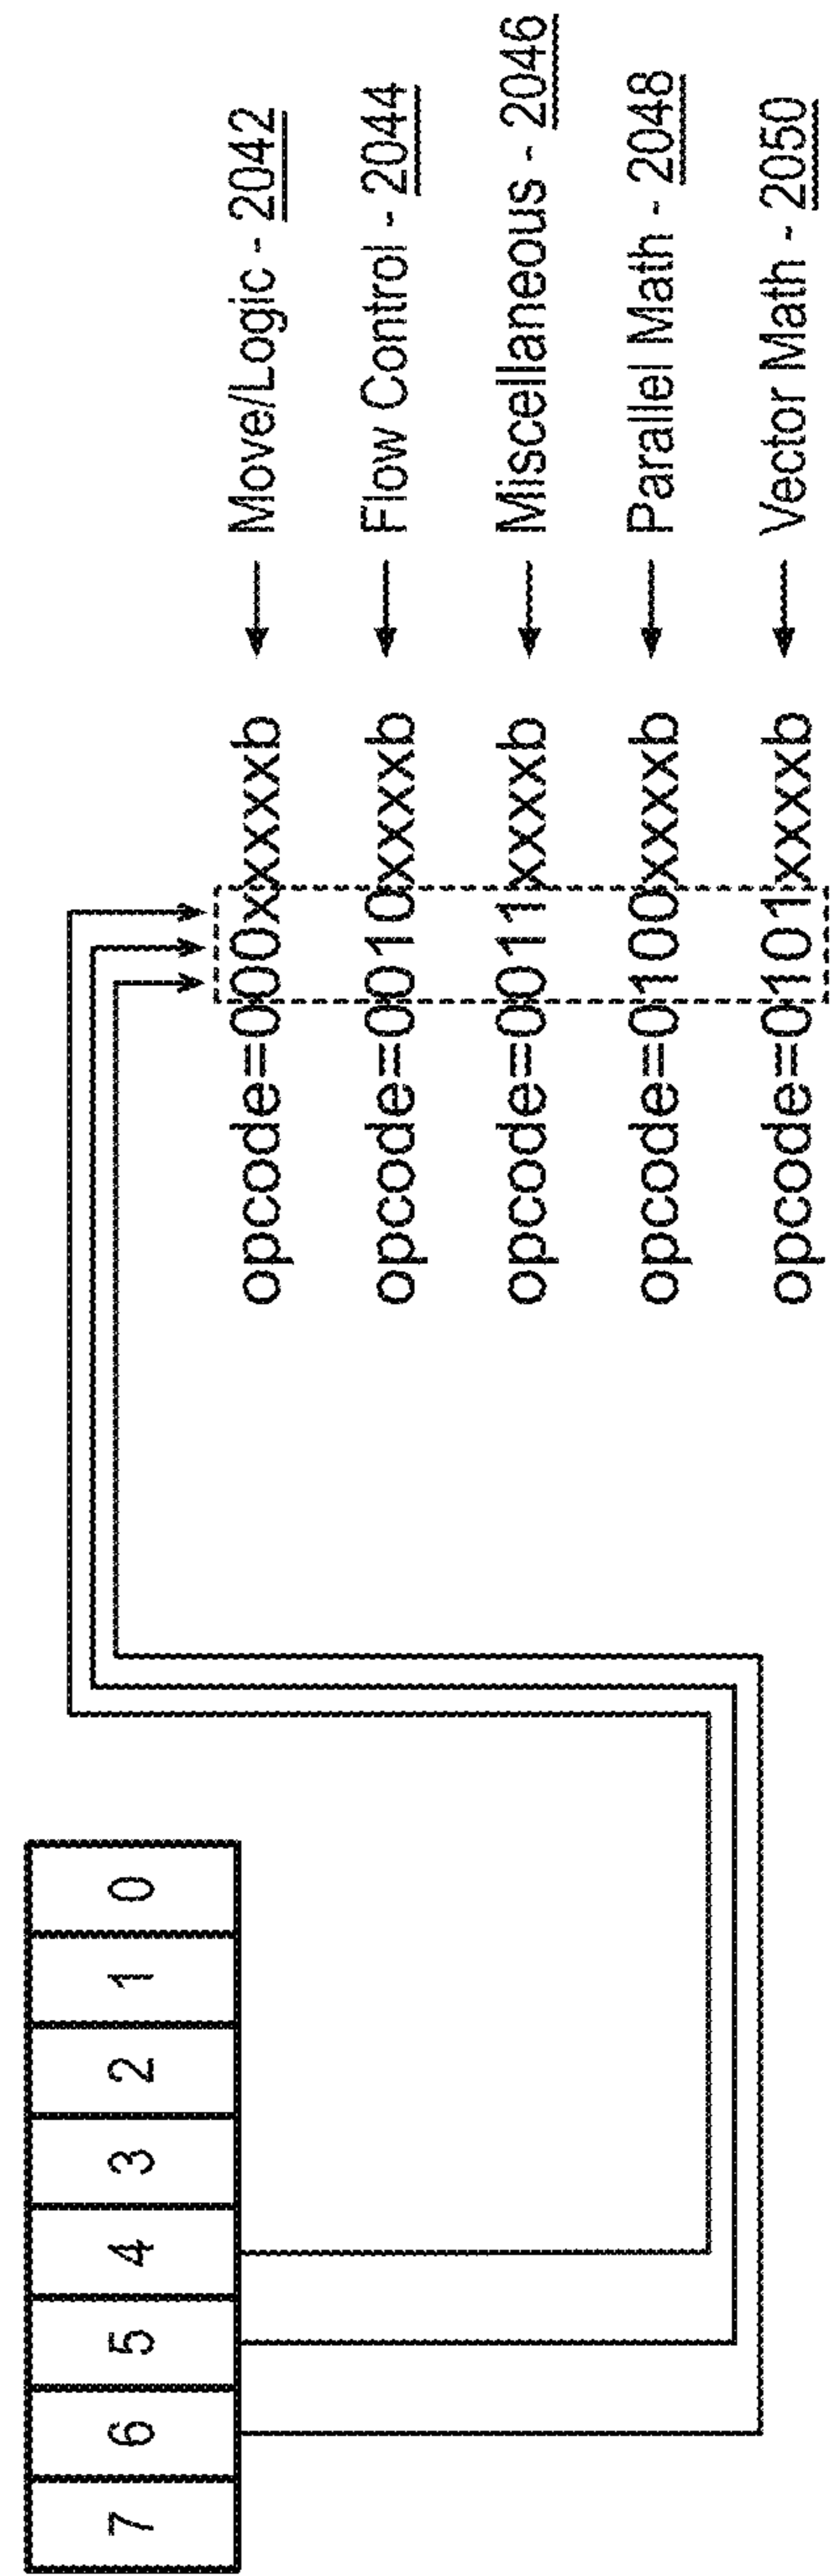 7 6 5 4 3 2 1 0
opcode=000xxxxxb ← Move/Logic - 2042
opcode=0010xxxxb ← Flow Control - 2044
opcode=0011xxxxb ← Miscellaneous - 2046
opcode=0100xxxxb ← Parallel Math - 2048
opcode=0101xxxxb ← Vector Math - 2050